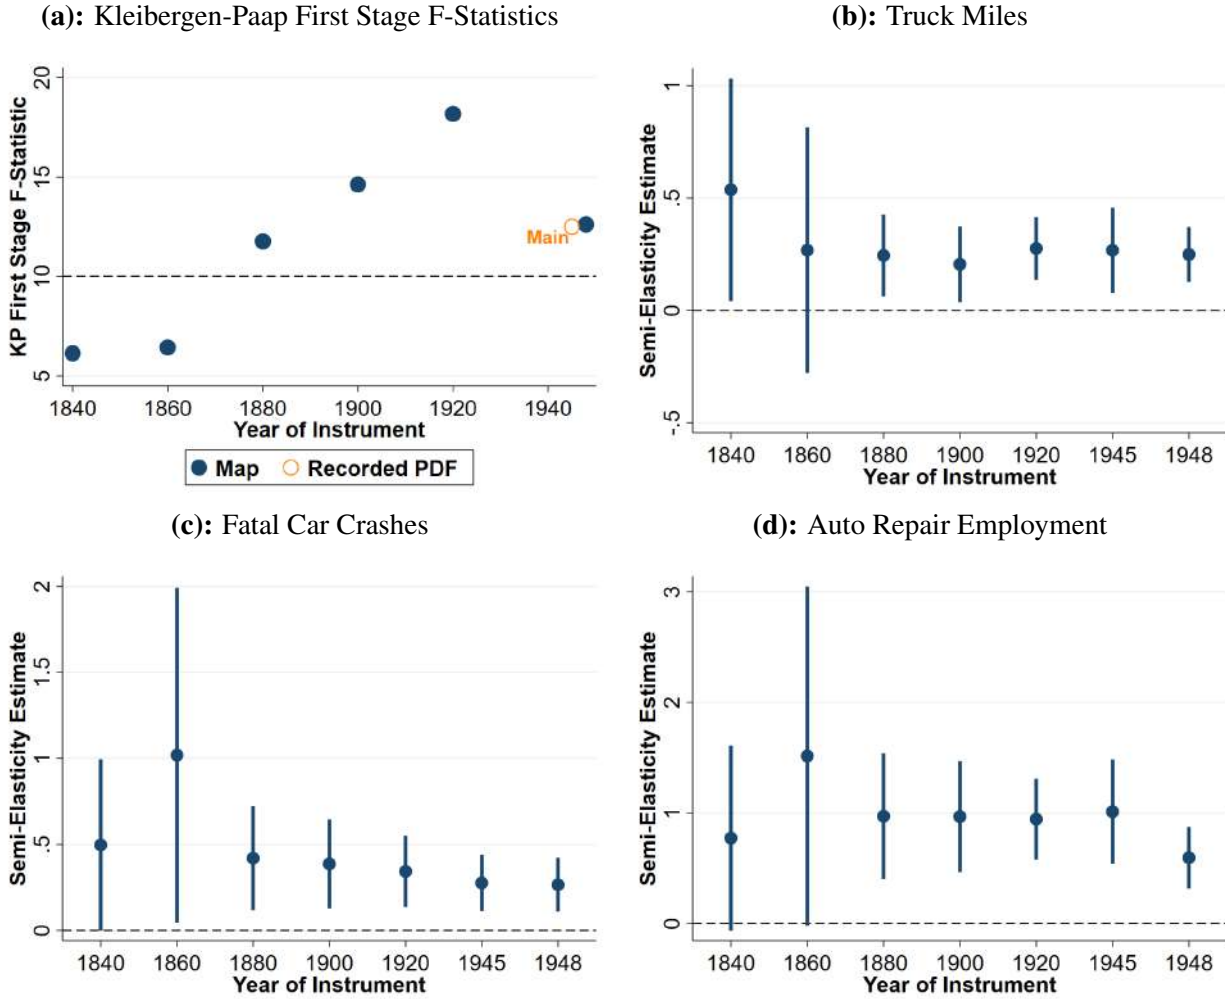 (a): Kleibergen-Paap First Stage F-Statistics
KP First Stage F-Statistic
20
15
10
5
Main
1840 1860 1880 1900 1920 1940
Year of Instrument
Map Recorded PDF
(b): Truck Miles
Semi-Elasticity Estimate
1
.5
0
-.5
1840 1860 1880 1900 1920 1945 1948
Year of Instrument
(c): Fatal Car Crashes
Semi-Elasticity Estimate
2
1.5
1
.5
0
1840 1860 1880 1900 1920 1945 1948
Year of Instrument
(d): Auto Repair Employment
Semi-Elasticity Estimate
3
2
1
0
1840 1860 1880 1900 1920 1945 1948
Year of Instrument